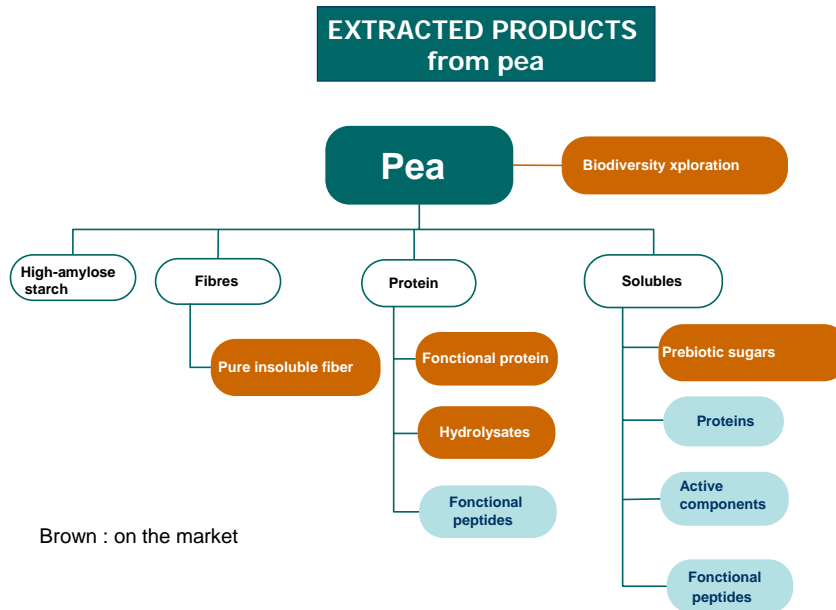 EXTRACTED PRODUCTS
from pea
Pea
Biodiversity xploration
High-amylose
starch
Fibres
Protein
Solubles
Pure insoluble fiber
Fonctional protein
Hydrolysates
Fonctional
peptides
Prebiotic sugars
Proteins
Active
components
Fonctional
peptides
Brown : on the market